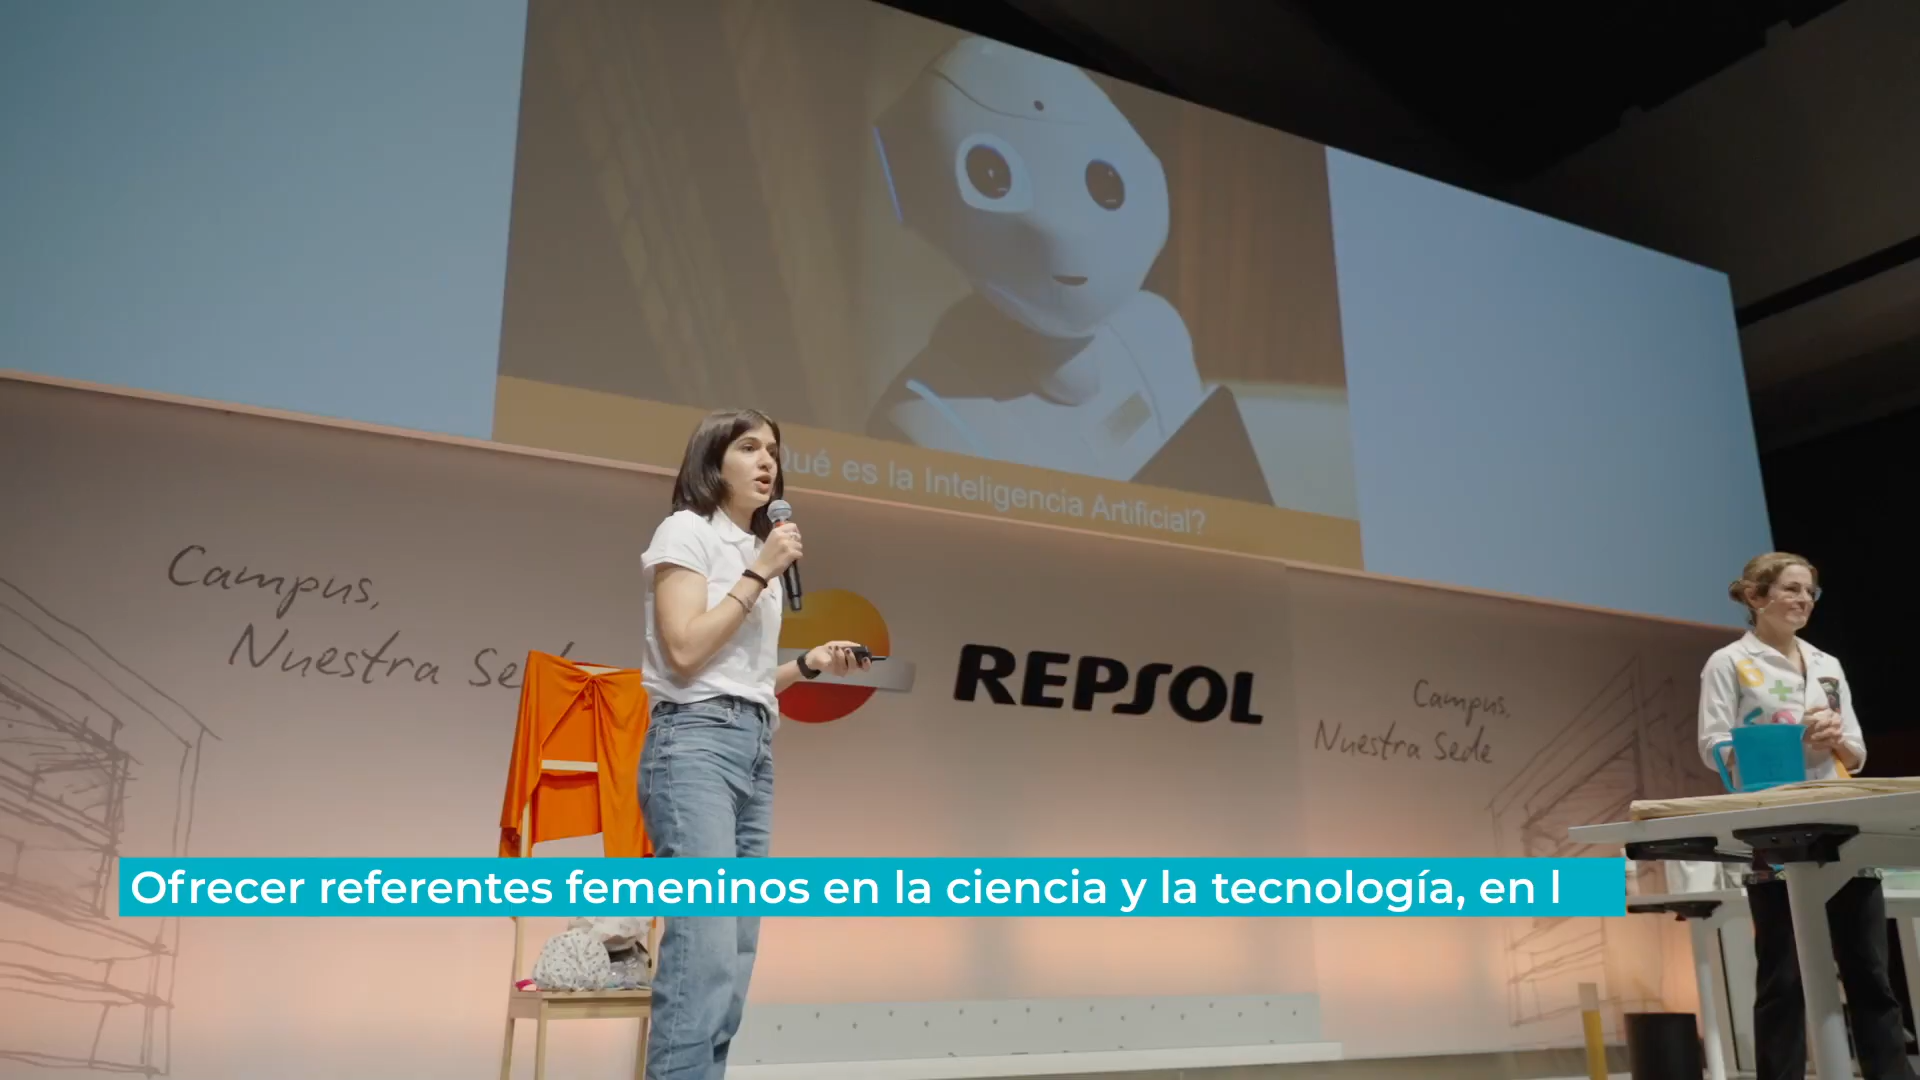 Qué es la Inteligencia Artificial?
Campus,
Nuestra Se
REPSOL
Campus,
Nuestra Sede
Ofrecer referentes femeninos en la ciencia y la tecnología, en l